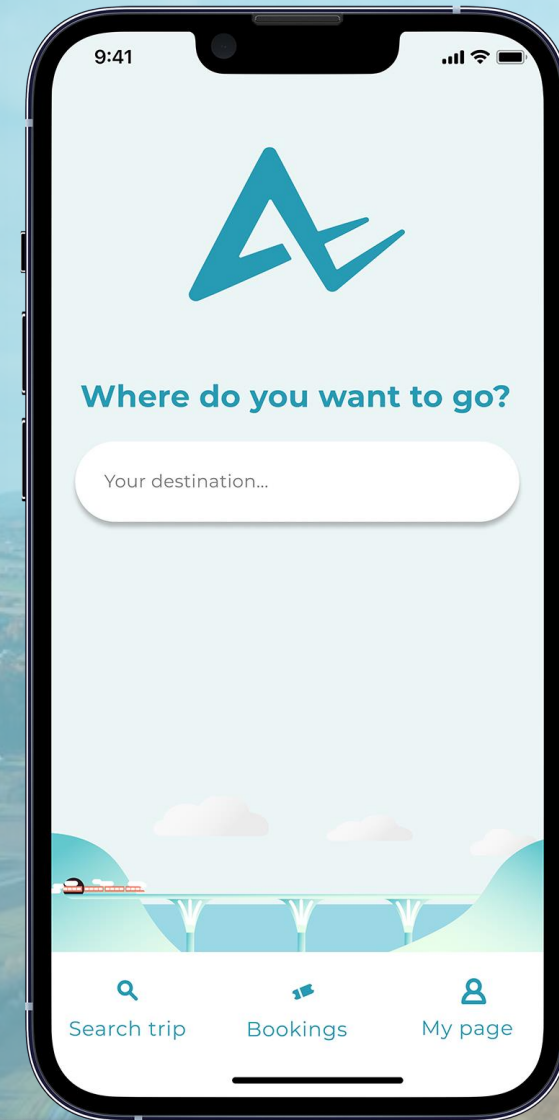 9:41
Where do you want to go?
Your destination...
Search trip
Bookings
My page